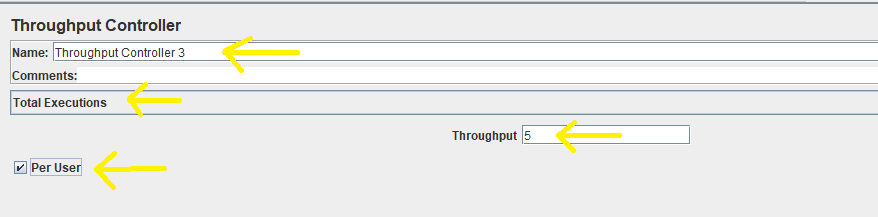 Throughput Controller
Name: Throughput Controller 3
Comments:
Total Executions
Throughput 5
Per User